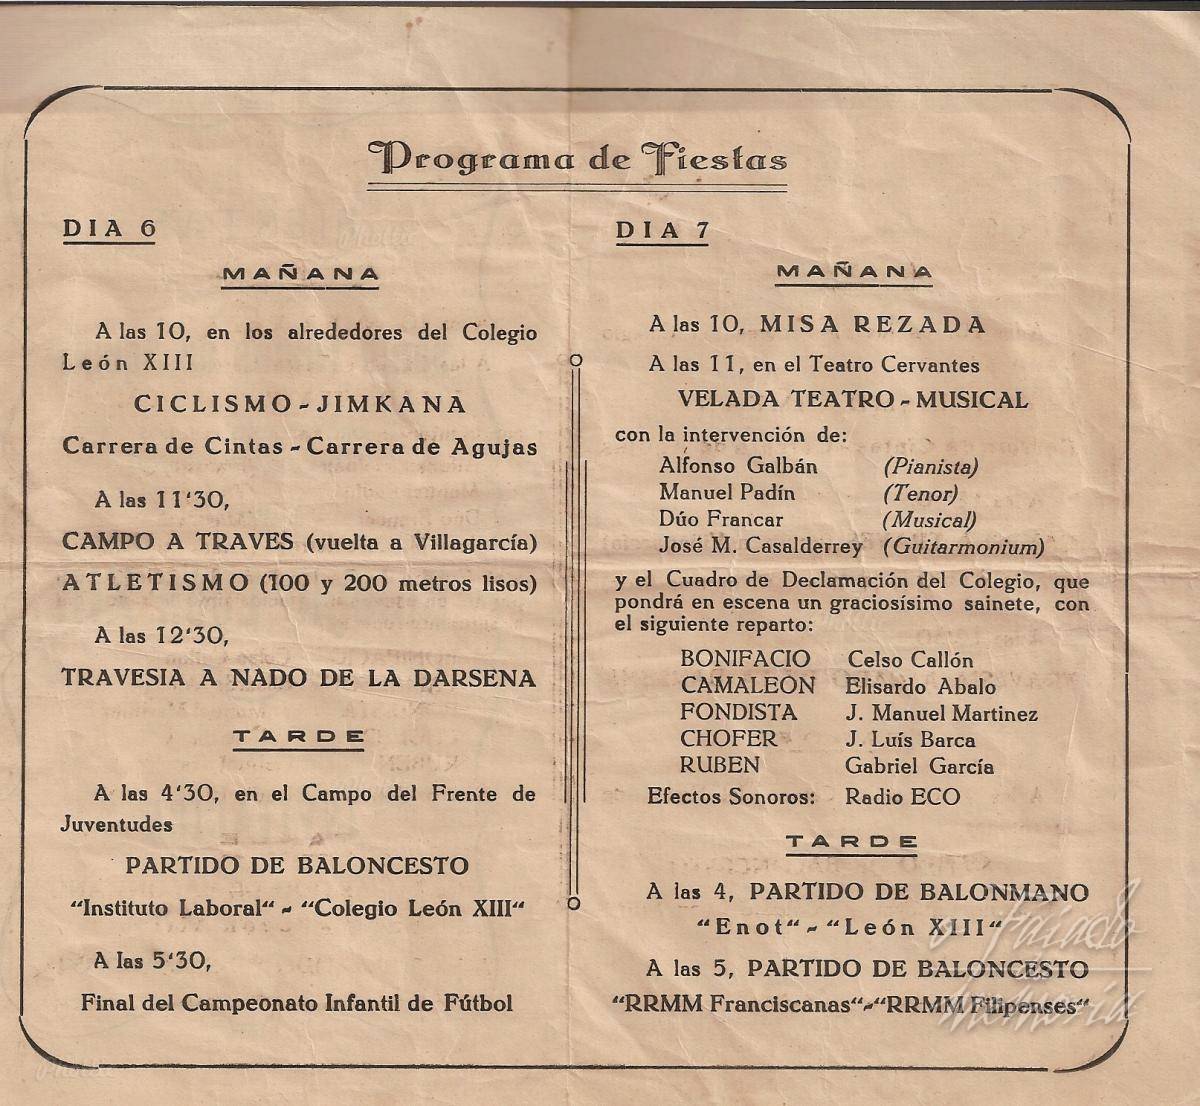 Programa de Fiestas
DIA 6
MAÑANA
A las 10, en los alrededores del Colegio
León XIII
CICLISMO - JIMKANA
Carrera de Cintas - Carrera de Agujas
A las 11'30,
CAMPO A TRAVES (vuelta a Villagarcía)
ATLETISMO (100 y 200 metros lisos)
A las 12'30,
TRAVESIA A NADO DE LA DARSENA
TARDE
A las 4'30, en el Campo del Frente de
Juventudes
PARTIDO DE BALONCESTO
"Instituto Laboral" - "Colegio León XIII"
A las 5'30,
Final del Campeonato Infantil de Fútbol
DIA 7
MAÑANA
A las 10, MISA REZADA
A las 11, en el Teatro Cervantes
VELADA TEATRO - MUSICAL
con la intervención de:
Alfonso Galbán (Pianista)
Manuel Padín (Tenor)
Dúo Francar (Musical)
José M. Casalderrey (Guitarmonium)
y el Cuadro de Declamación del Colegio, que
pondrá en escena un graciosísimo sainete, con
el siguiente reparto:
BONIFACIO Celso Callón
CAMALEON Elisardo Abalo
FONDISTA J. Manuel Martinez
CHOFER J. Luís Barca
RUBEN Gabriel García
Efectos Sonoros: Radio ECO
TARDE
A las 4, PARTIDO DE BALONMANO
"Enot" - "León XIII"
A las 5, PARTIDO DE BALONCESTO
"RRMM Franciscanas" - "RRMM Filipenses"
o faiado
da
memoria